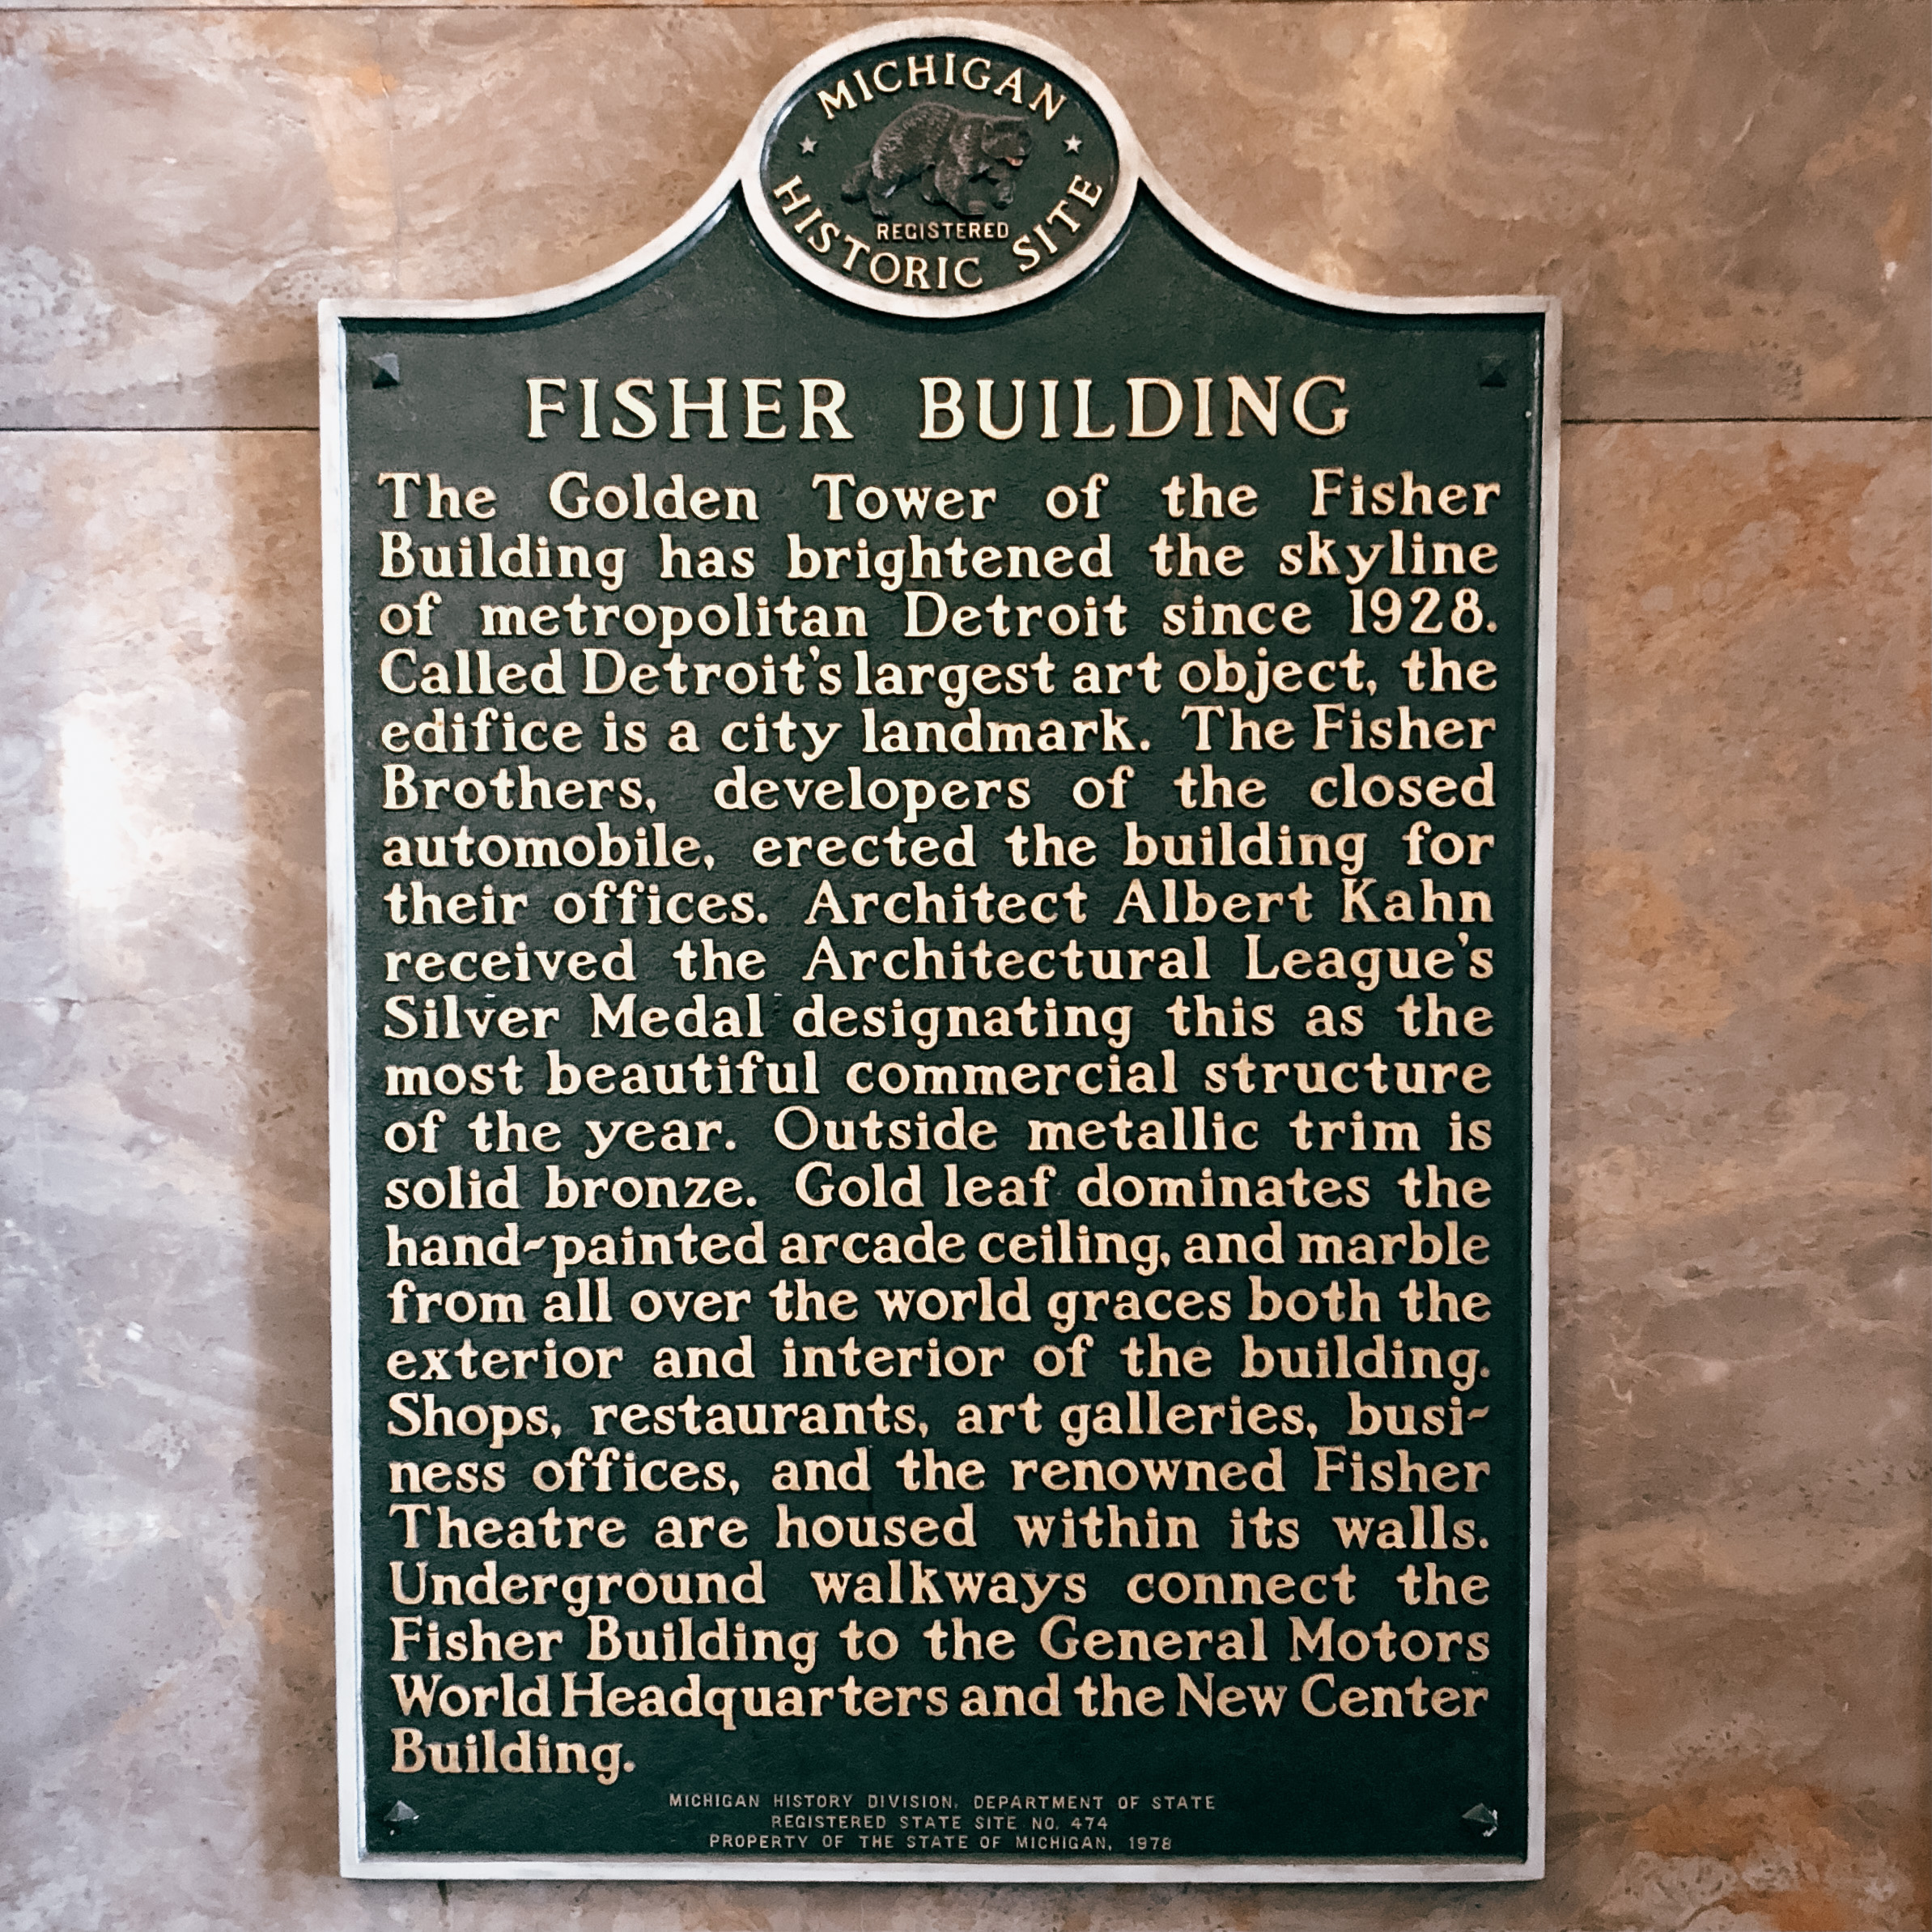 MICHIGAN
REGISTERED
HISTORIC SITE
FISHER BUILDING
The Golden Tower of the Fisher
Building has brightened the skyline
of metropolitan Detroit since 1928.
Called Detroit's largest art object, the
edifice is a city landmark. The Fisher
Brothers, developers of the closed
automobile, erected the building for
their offices. Architect Albert Kahn
received the Architectural League's
Silver Medal designating this as the
most beautiful commercial structure
of the year. Outside metallic trim is
solid bronze. Gold leaf dominates the
hand-painted arcade ceiling, and marble
from all over the world graces both the
exterior and interior of the building.
Shops, restaurants, art galleries, busi-
ness offices, and the renowned Fisher
Theatre are housed within its walls.
Underground walkways connect the
Fisher Building to the General Motors
World Headquarters and the New Center
Building.
MICHIGAN HISTORY DIVISION, DEPARTMENT OF STATE
REGISTERED STATE SITE NO. 474
PROPERTY OF THE STATE OF MICHIGAN, 1978